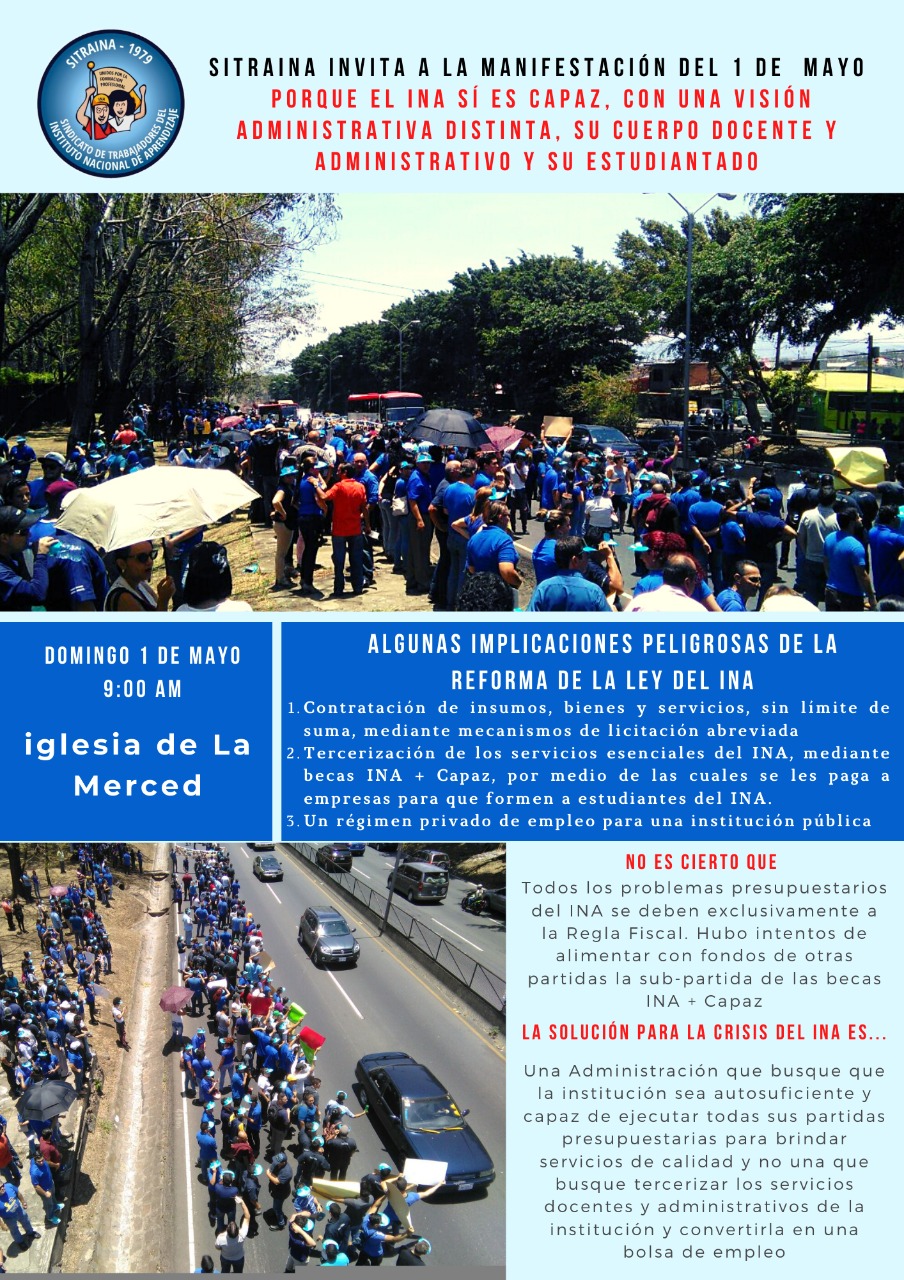 SITRAINA - 1979
UNIDOS POR LA
FORMACION
PROFESIONAL
INA
SINDICATO DE TRABAJADORES DEL
INSTITUTO NACIONAL DE APRENDIZAJE
SITRAINA INVITA A LA MANIFESTACIÓN DEL 1 DE MAYO
PORQUE EL INA SÍ ES CAPAZ, CON UNA VISIÓN
ADMINISTRATIVA DISTINTA, SU CUERPO DOCENTE Y
ADMINISTRATIVO Y SU ESTUDIANTADO
DOMINGO 1 DE MAYO
9:00 AM
iglesia de La
Merced
ALGUNAS IMPLICACIONES PELIGROSAS DE LA
REFORMA DE LA LEY DEL INA
1. Contratación de insumos, bienes y servicios, sin límite de
suma, mediante mecanismos de licitación abreviada
2. Tercerización de los servicios esenciales del INA, mediante
becas INA + Capaz, por medio de las cuales se les paga a
empresas para que formen a estudiantes del INA.
3. Un régimen privado de empleo para una institución pública
NO ES CIERTO QUE
Todos los problemas presupuestarios
del INA se deben exclusivamente a
la Regla Fiscal. Hubo intentos de
alimentar con fondos de otras
partidas la sub-partida de las becas
INA + Capaz
LA SOLUCIÓN PARA LA CRISIS DEL INA ES...
Una Administración que busque que
la institución sea autosuficiente y
capaz de ejecutar todas sus partidas
presupuestarias para brindar
servicios de calidad y no una que
busque tercerizar los servicios
docentes y administrativos de la
institución y convertirla en una
bolsa de empleo